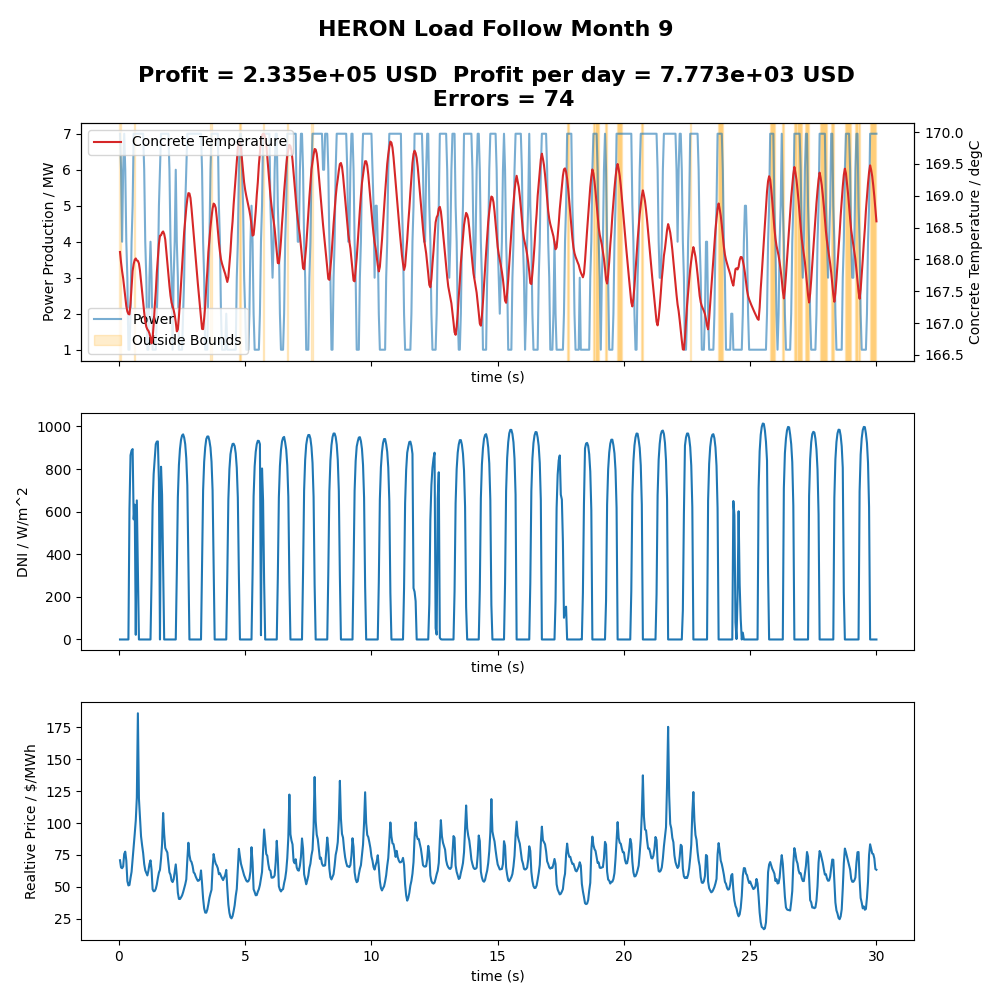 HERON Load Follow Month 9
Profit = 2.335e+05 USD  Profit per day = 7.773e+03 USD
Errors = 74
Power Production / MW
7
6
5
4
3
2
1
Concrete Temperature
Power
Outside Bounds
170.0
169.5
169.0
168.5
168.0
167.5
167.0
166.5
Concrete Temperature / degC
time (s)
DNI / W/m^2
1000
800
600
400
200
0
time (s)
Realtive Price / $/MWh
175
150
125
100
75
50
25
0 5 10 15 20 25 30
time (s)